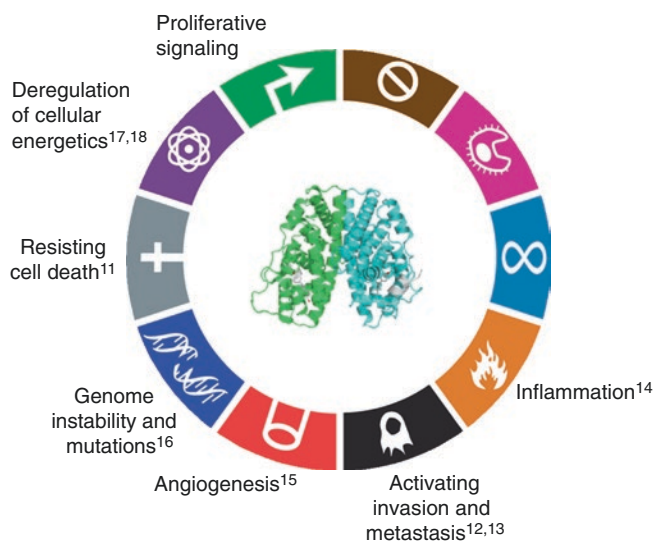 Proliferative
signaling
Deregulation
of cellular
energetics17,18
Resisting
cell death11
Inflammation14
Genome
instability and
mutations16
Angiogenesis15
Activating
invasion and
metastasis12,13